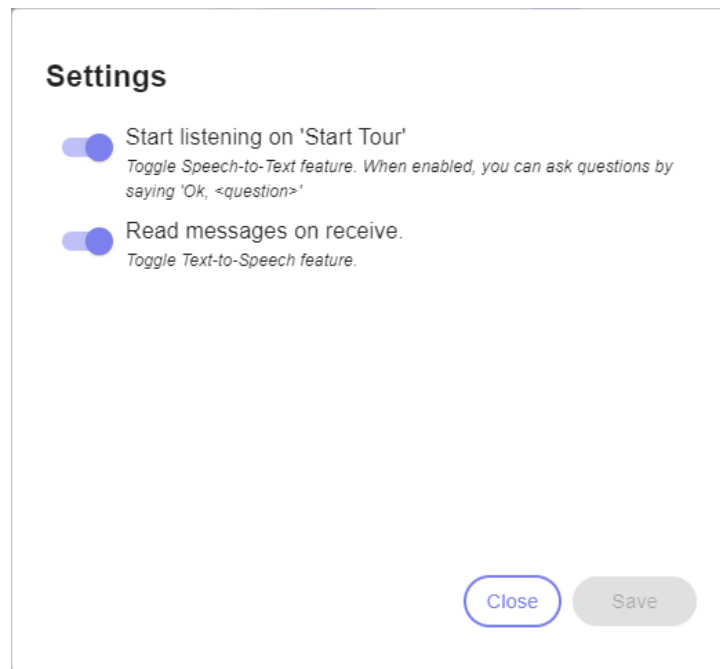 Settings
Start listening on 'Start Tour'
Toggle Speech-to-Text feature. When enabled, you can ask questions by
saying 'Ok, <question>'
Read messages on receive.
Toggle Text-to-Speech feature.
Close Save